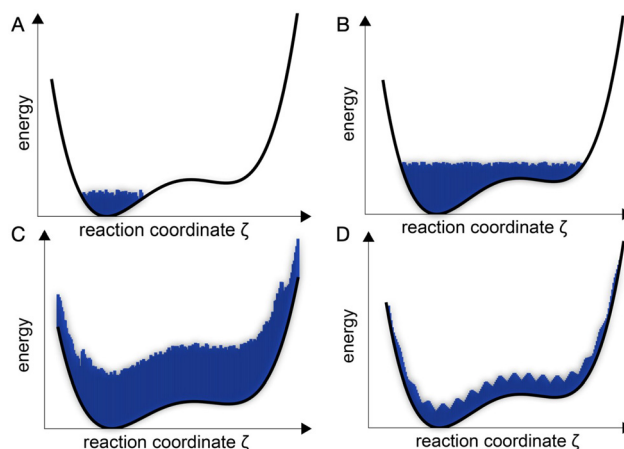 A
energy
reaction coordinate ζ
B
energy
reaction coordinate ζ
C
energy
reaction coordinate ζ
D
energy
reaction coordinate ζ